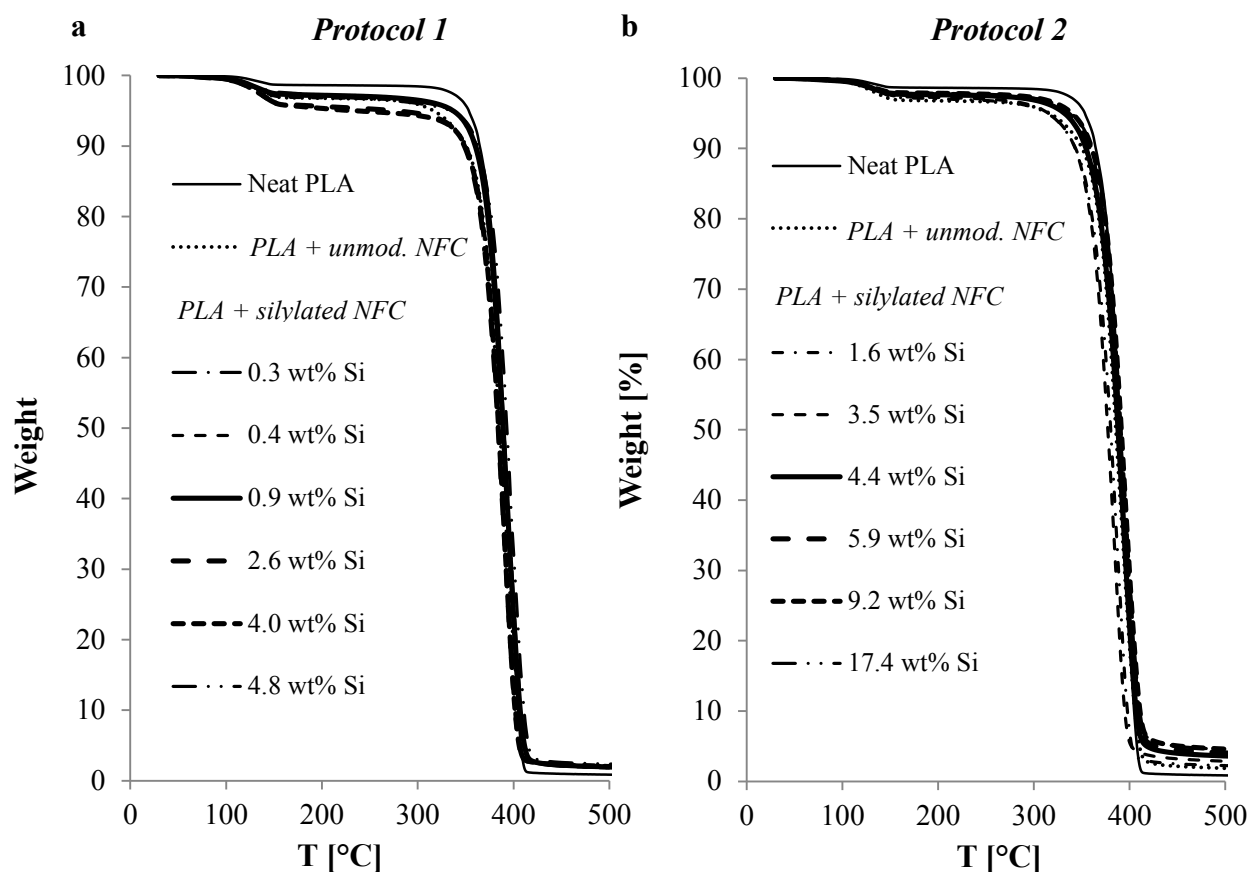 a
Protocol 1
100
90
80
70
60
50
40
30
20
10
0
Weight
Neat PLA
PLA + unmod. NFC
PLA + silylated NFC
0.3 wt% Si
0.4 wt% Si
0.9 wt% Si
2.6 wt% Si
4.0 wt% Si
4.8 wt% Si
0 100 200 300 400 500
T [°C]
b
Protocol 2
100
90
80
70
60
50
40
30
20
10
0
Weight [%]
Neat PLA
PLA + unmod. NFC
PLA + silylated NFC
1.6 wt% Si
3.5 wt% Si
4.4 wt% Si
5.9 wt% Si
9.2 wt% Si
17.4 wt% Si
0 100 200 300 400 500
T [°C]